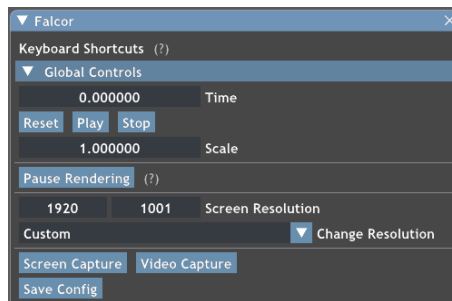 Falcor
Keyboard Shortcuts (?)
Global Controls
0.000000 Time
Reset Play Stop
1.000000 Scale
Pause Rendering (?)
1920 1001 Screen Resolution
Custom Change Resolution
Screen Capture Video Capture
Save Config